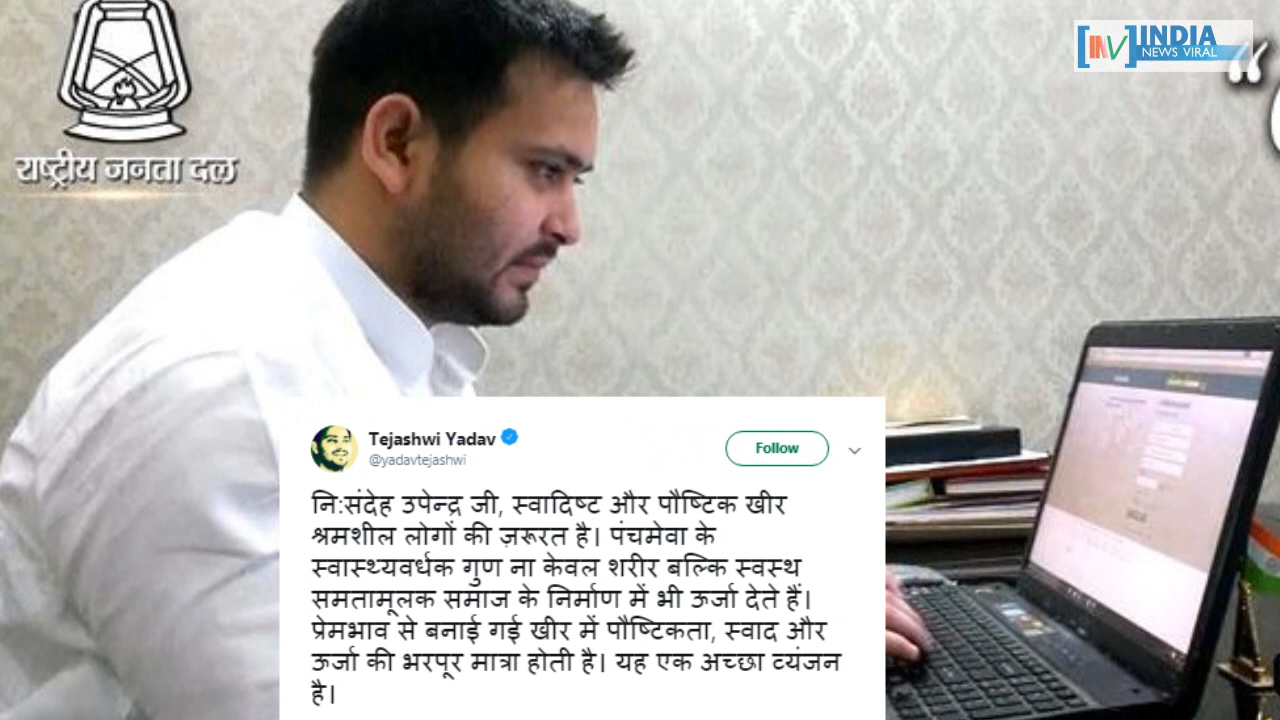 राष्ट्रीय जनता दल
INDIA
NEWS VIRAL
Tejashwi Yadav
@yadavtejashwi
Follow
नि:संदेह उपेन्द्र जी, स्वादिष्ट और पौष्टिक खीर
श्रमशील लोगों की ज़रूरत है। पंचमेवा के
स्वास्थ्यवर्धक गुण ना केवल शरीर बल्कि स्वस्थ
समतामूलक समाज के निर्माण में भी ऊर्जा देते हैं।
प्रेमभाव से बनाई गई खीर में पौष्टिकता, स्वाद और
ऊर्जा की भरपूर मात्रा होती है। यह एक अच्छा व्यंजन
है।